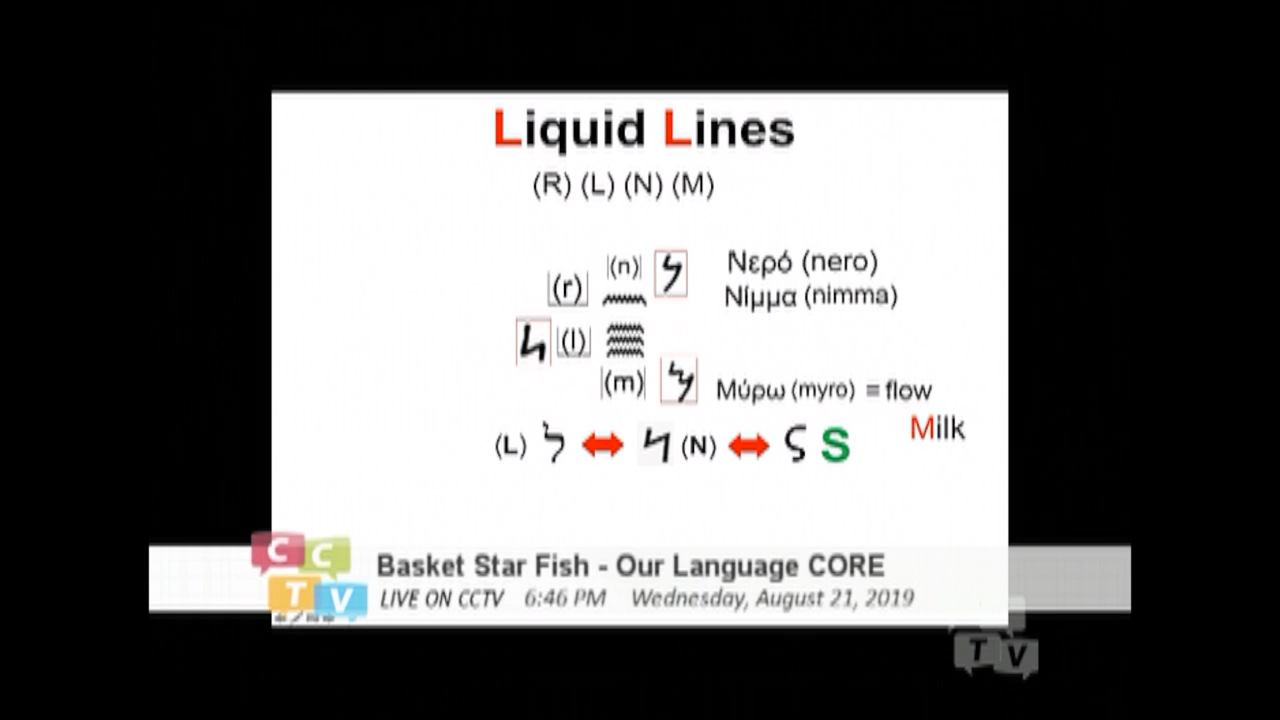 Liquid Lines
(R) (L) (N) (M)
(n) Νερό (nero)
(r)
Νίμμα (nimma)
(l)
(m) Μύρω (myro) = flow
Milk
(L) (N) S
CCTV
Basket Star Fish - Our Language CORE
LIVE ON CCTV 6:46 PM Wednesday, August 21, 2019
TV